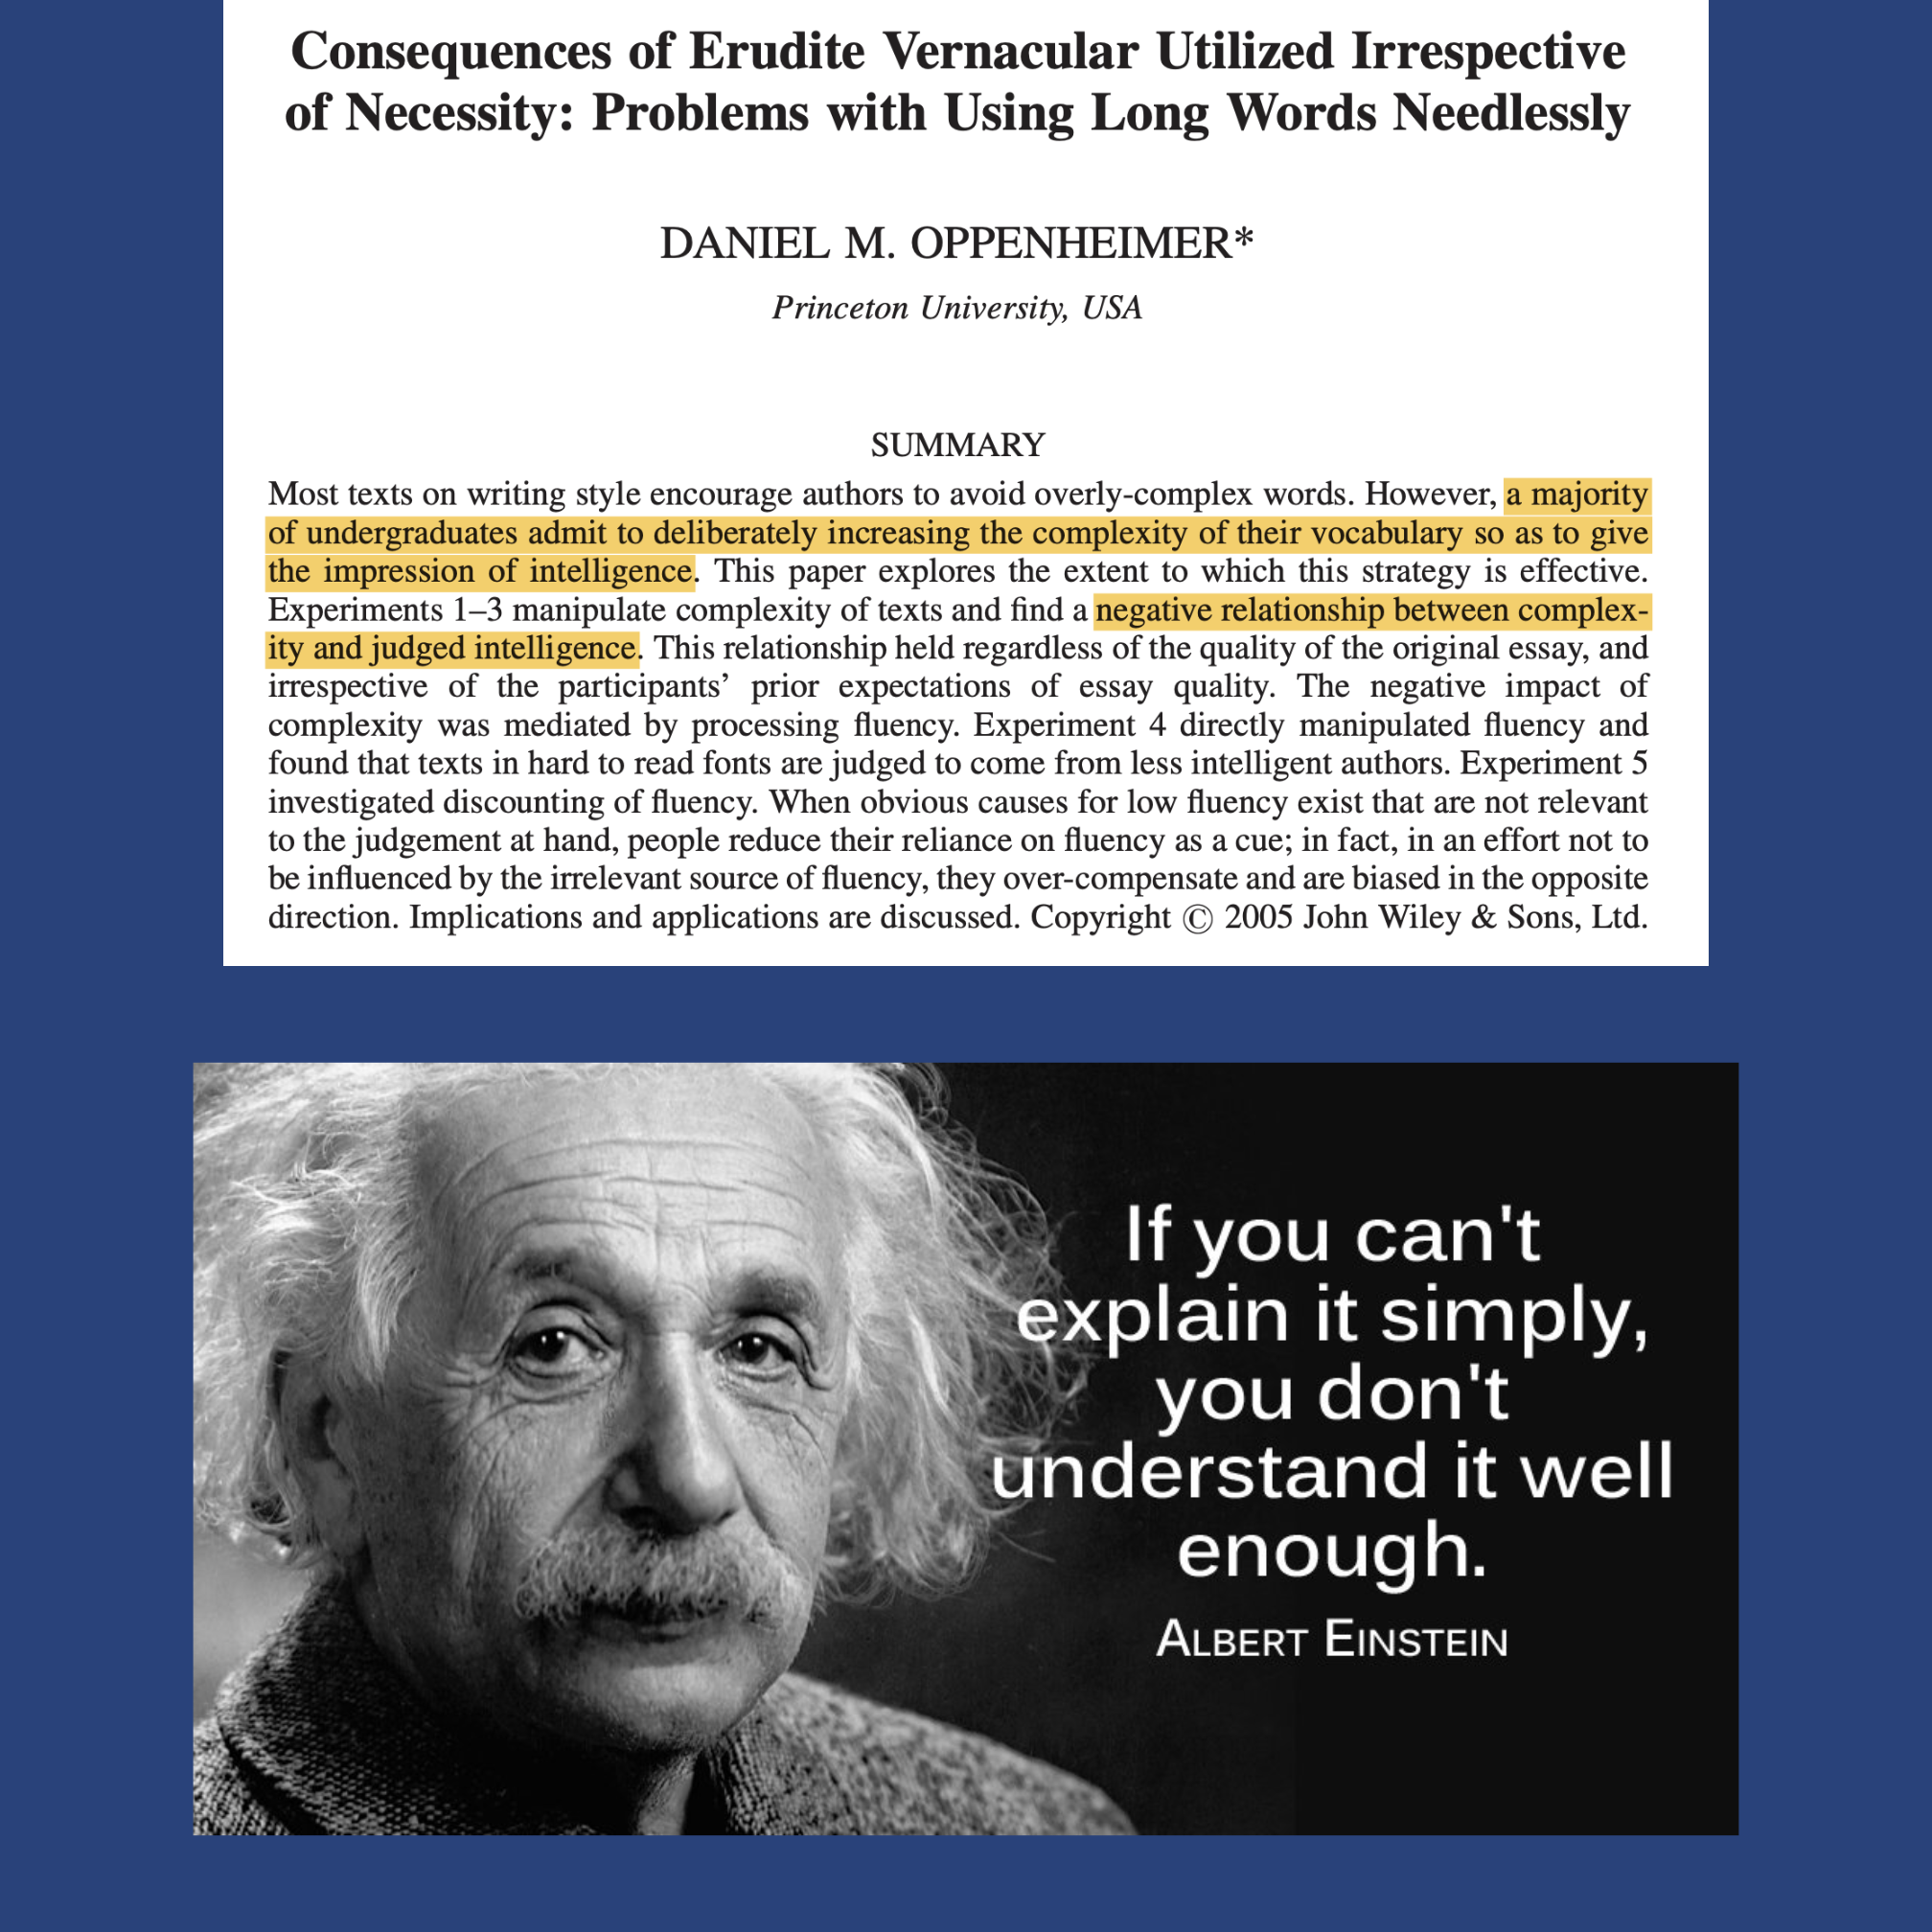 Consequences of Erudite Vernacular Utilized Irrespective
of Necessity: Problems with Using Long Words Needlessly
DANIEL M. OPPENHEIMER*
Princeton University, USA
SUMMARY
Most texts on writing style encourage authors to avoid overly-complex words. However, a majority
of undergraduates admit to deliberately increasing the complexity of their vocabulary so as to give
the impression of intelligence. This paper explores the extent to which this strategy is effective.
Experiments 1–3 manipulate complexity of texts and find a negative relationship between complex-
ity and judged intelligence. This relationship held regardless of the quality of the original essay, and
irrespective of the participants’ prior expectations of essay quality. The negative impact of
complexity was mediated by processing fluency. Experiment 4 directly manipulated fluency and
found that texts in hard to read fonts are judged to come from less intelligent authors. Experiment 5
investigated discounting of fluency. When obvious causes for low fluency exist that are not relevant
to the judgement at hand, people reduce their reliance on fluency as a cue; in fact, in an effort not to
be influenced by the irrelevant source of fluency, they over-compensate and are biased in the opposite
direction. Implications and applications are discussed. Copyright © 2005 John Wiley & Sons, Ltd.
If you can't
explain it simply,
you don't
understand it well
enough.
ALBERT EINSTEIN